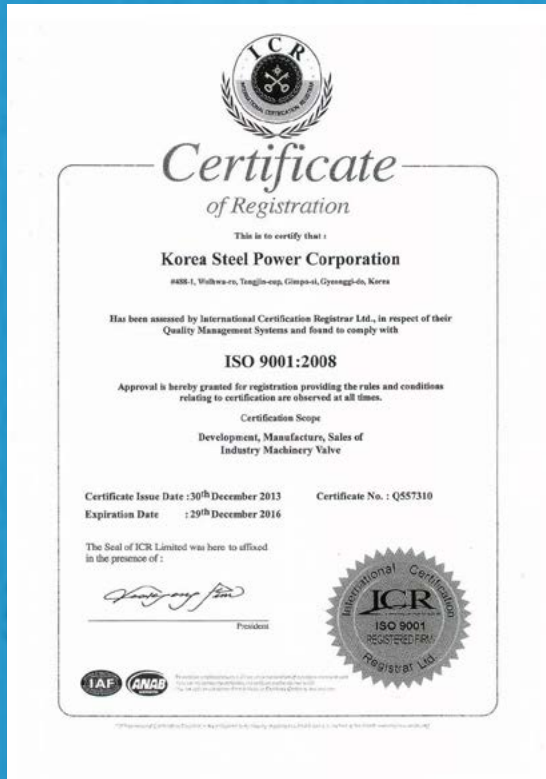 ICR
INTERNATIONAL CERTIFICATION REGISTRAR
Certificate
of Registration
This is to certify that :
Korea Steel Power Corporation
#488-1, Wolhwa-ro, Tongjin-eup, Gimpo-si, Gyeonggi-do, Korea
Has been assessed by International Certification Registrar Ltd., in respect of their
Quality Management Systems and found to comply with
ISO 9001:2008
Approval is hereby granted for registration providing the rules and conditions
relating to certification are observed at all times.
Certification Scope
Development, Manufacture, Sales of
Industry Machinery Valve
Certificate Issue Date :30th December 2013
Certificate No. : Q557310
Expiration Date : 29th December 2016
The Seal of ICR Limited was here to affixed
in the presence of :
President
International Certification
ICR
ISO 9001
REGISTERED FIRM
Registrar Ltd.
IAF
ANAB